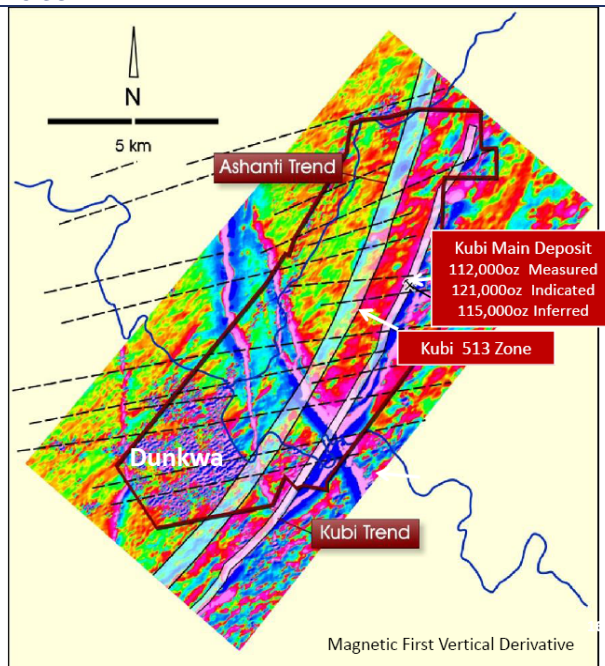 N
5 km
Ashanti Trend
Kubi Main Deposit
112,000oz Measured
121,000oz Indicated
115,000oz Inferred
Kubi 513 Zone
Dunkwa
Kubi Trend
Magnetic First Vertical Derivative